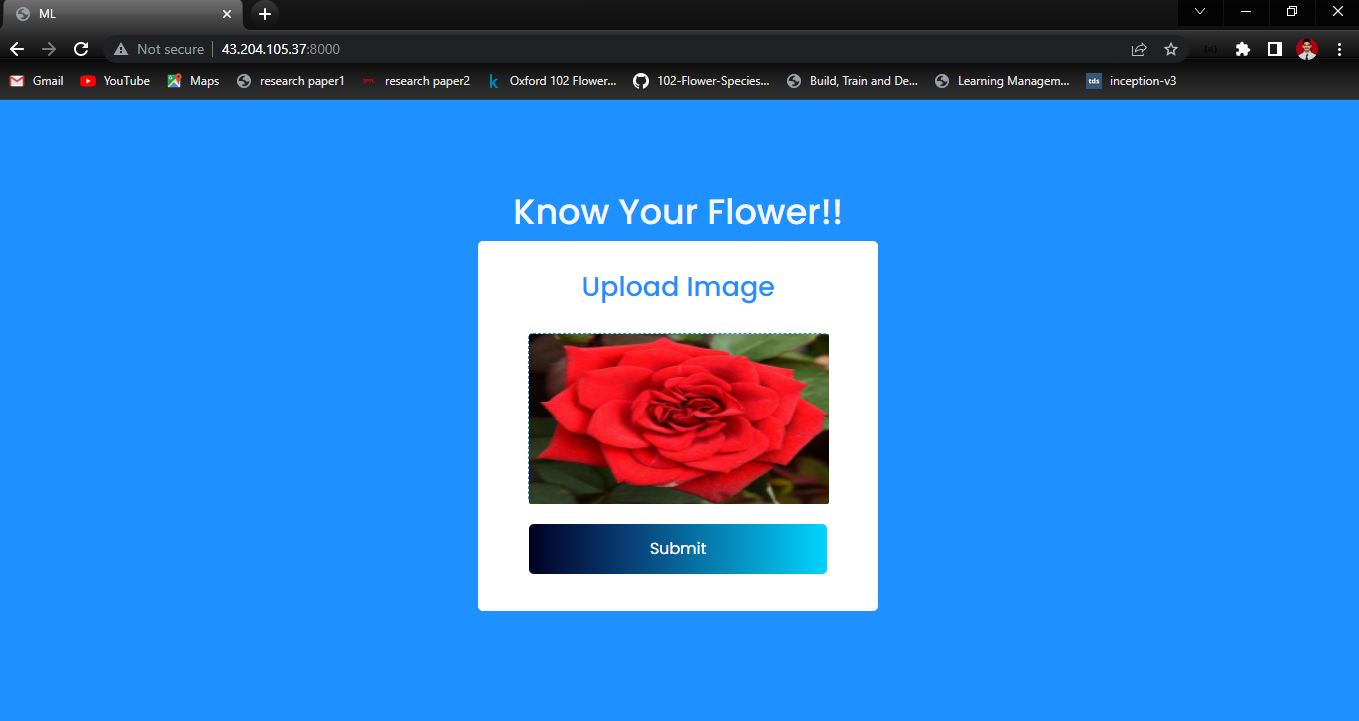 ML
Not secure 43.204.105.37:8000
Gmail YouTube Maps research paper1 research paper2 Oxford 102 Flower... 102-Flower-Species... Build, Train and De... Learning Managem... tds inception-v3
Know Your Flower!!
Upload Image
Submit